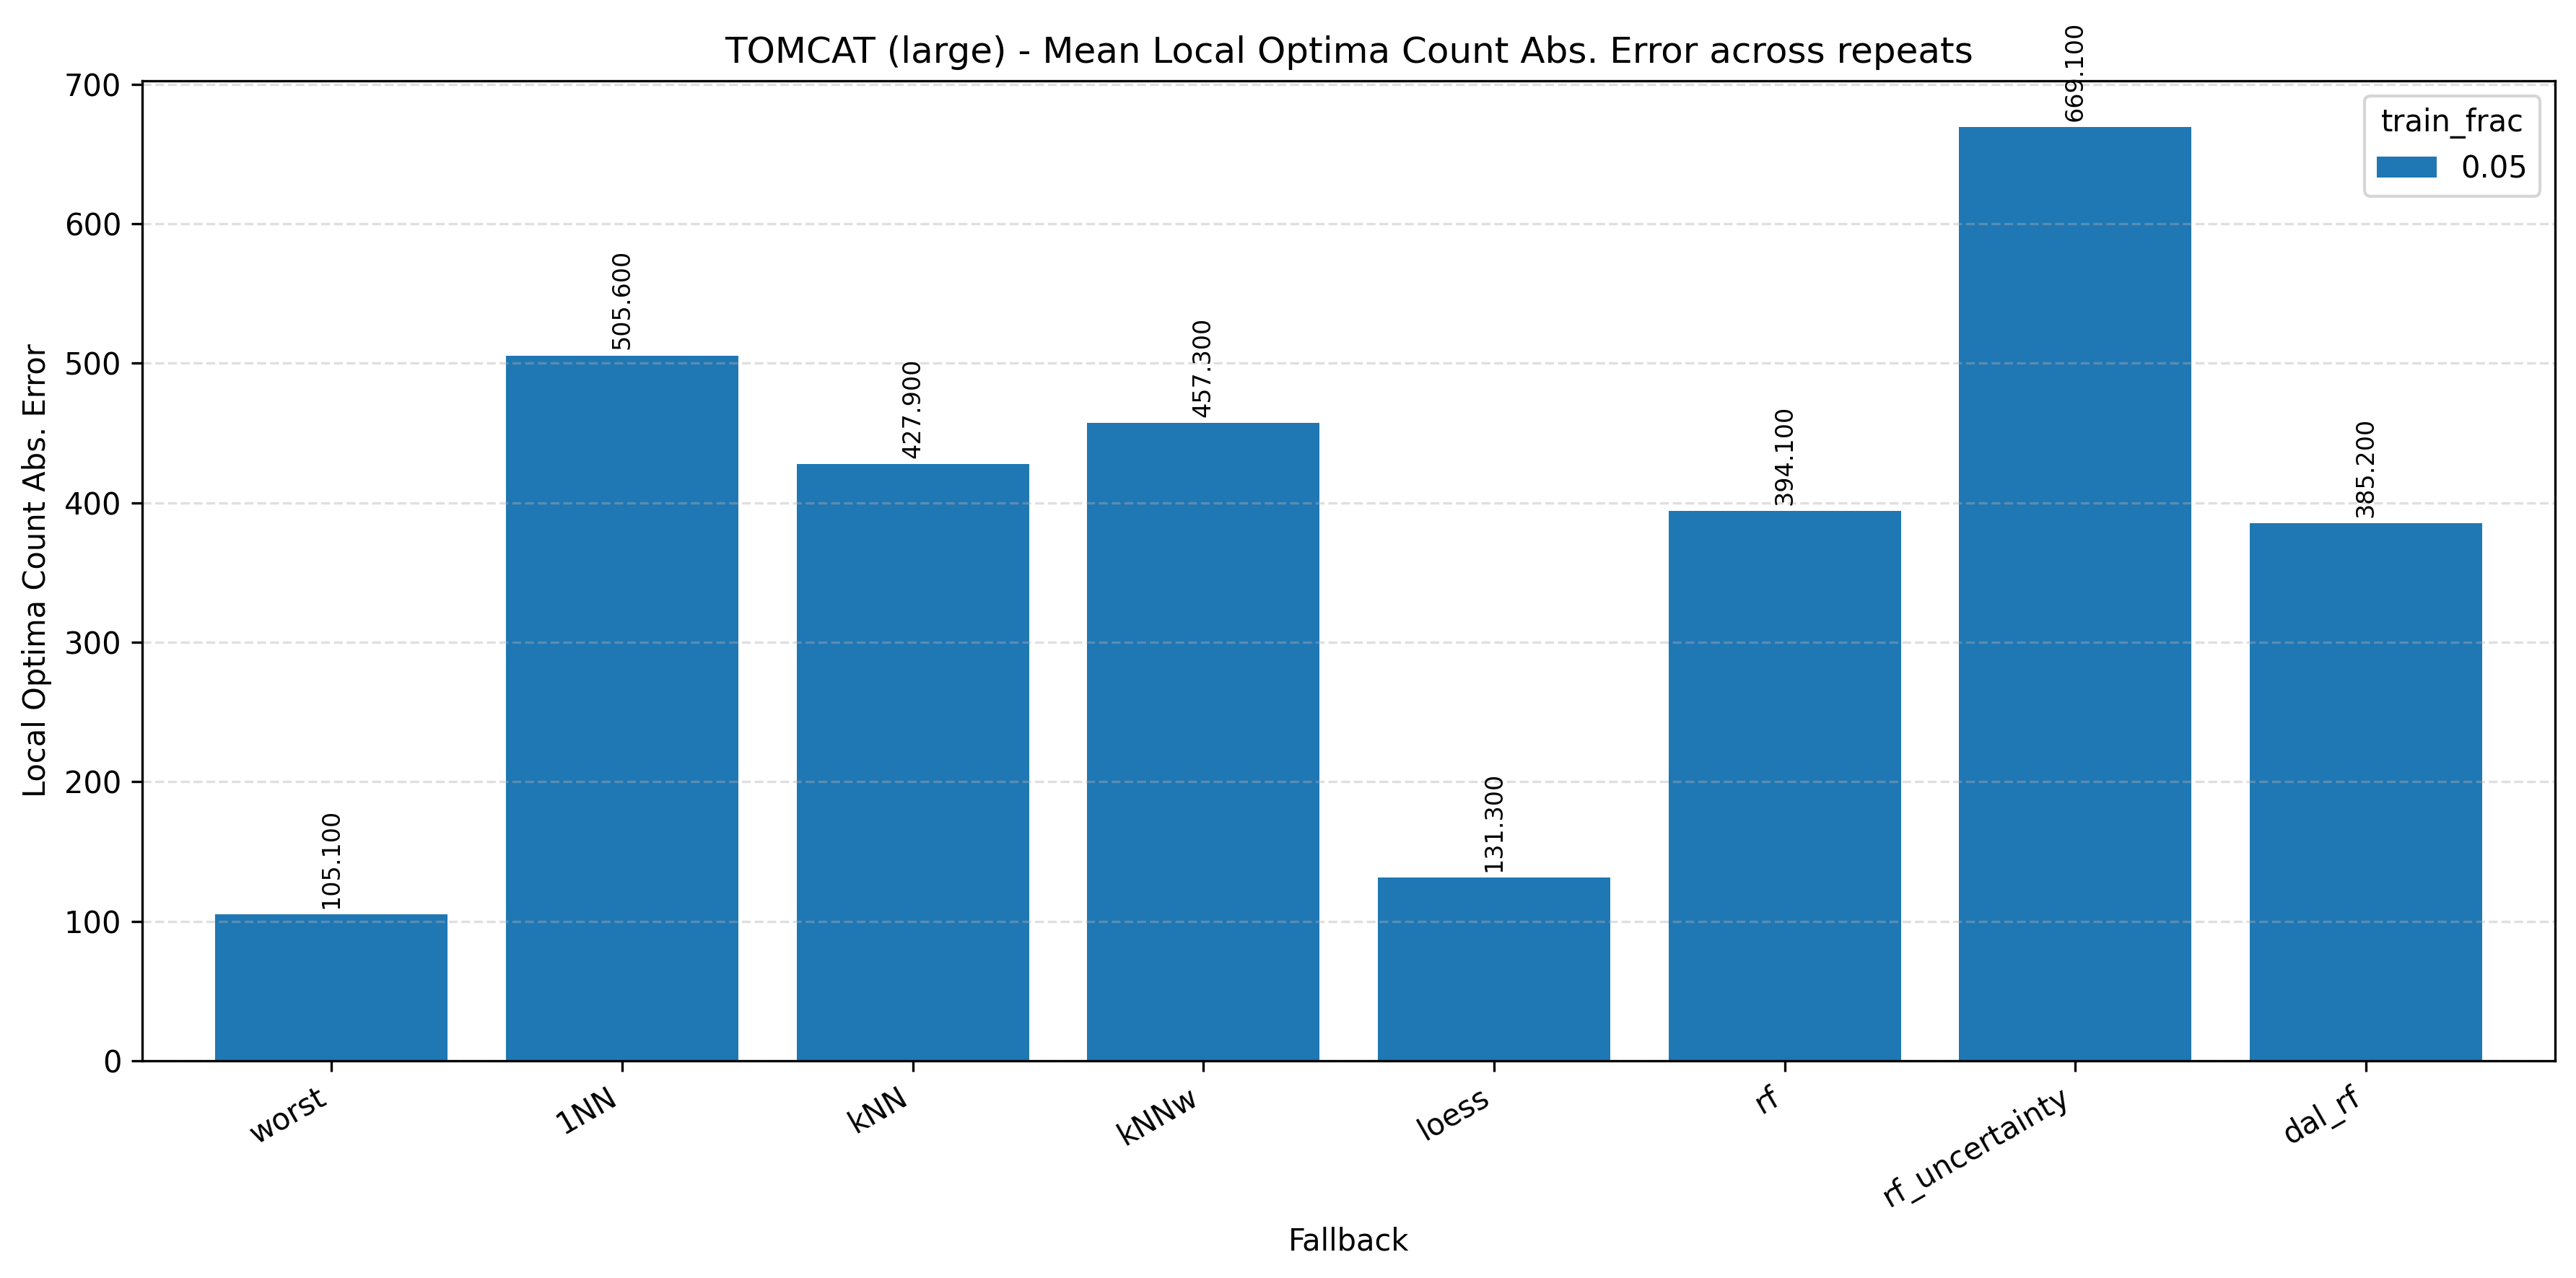 TOMCAT (large) - Mean Local Optima Count Abs. Error across repeats
Local Optima Count Abs. Error
700
600
500
400
300
200
100
0
105.100
505.600
427.900
457.300
131.300
394.100
669.100
385.200
train_frac
0.05
worst
1NN
kNN
kNNw
loess
rf
rf_uncertainty
dal_rf
Fallback